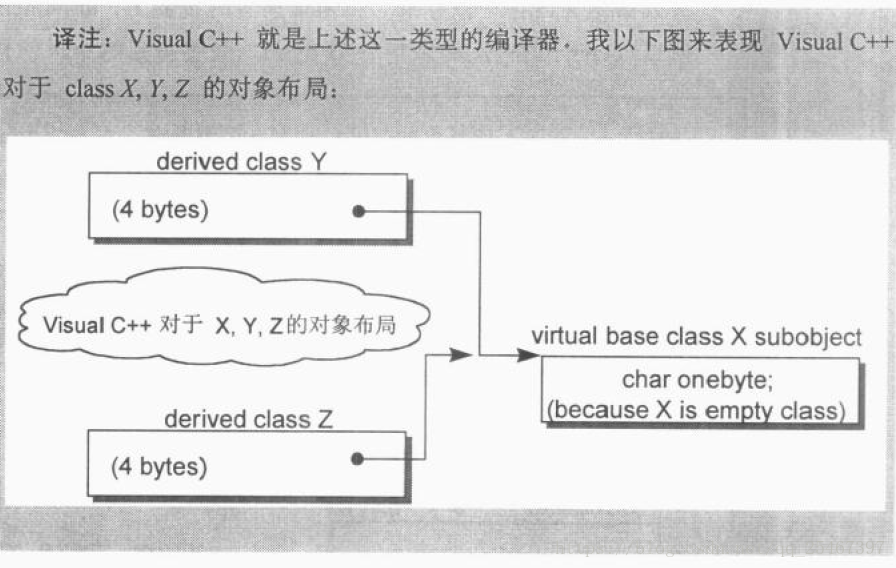 译注：Visual C++ 就是上述这一类型的编译器．我以下图来表现 Visual C++
对于 class X, Y, Z 的对象布局：
derived class Y
(4 bytes)
Visual C++ 对于 X, Y, Z的对象布局
virtual base class X subobject
char onebyte;
(because X is empty class)
derived class Z
(4 bytes)